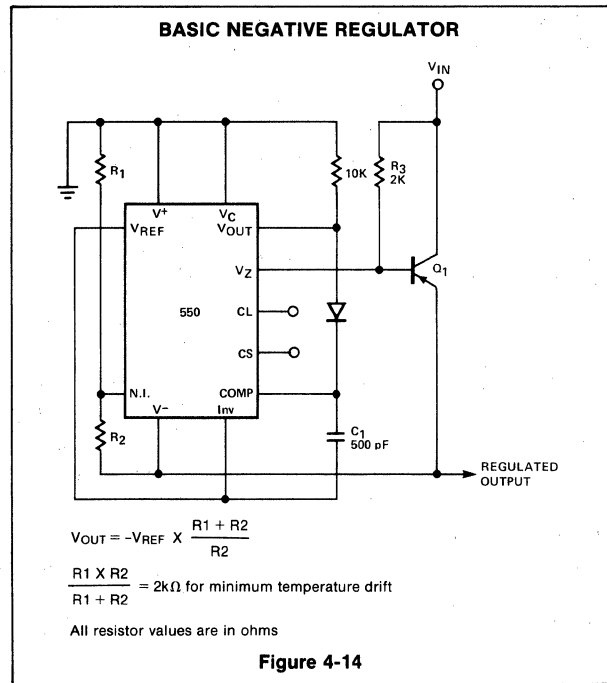 BASIC NEGATIVE REGULATOR
VIN
R1
10K
R3
2K
V+
VC
VREF
VOUT
VZ
Q1
550
CL
CS
N.I.
COMP
V-
Inv
R2
C1
500 pF
REGULATED
OUTPUT
VOUT = -VREF X R1 + R2
R2
R1 X R2
R1 + R2
= 2kΩ for minimum temperature drift
All resistor values are in ohms
Figure 4-14